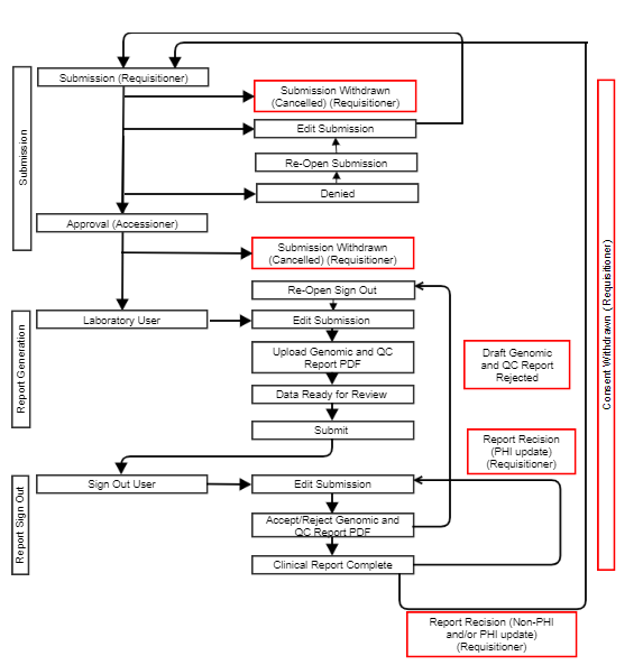 Submission (Requisitioner)
Submission Withdrawn
(Cancelled) (Requisitioner)
Edit Submission
Re-Open Submission
Denied
Submission
Approval (Accessioner)
Submission Withdrawn
(Cancelled) (Requisitioner)
Consent Withdrawn (Requisitioner)
Re-Open Sign Out
Laboratory User
Edit Submission
Upload Genomic and QC
Report PDF
Data Ready for Review
Submit
Report Generation
Draft Genomic
and QC Report
Rejected
Report Recision
(PHI update)
(Requisitioner)
Sign Out User
Edit Submission
Accept/Reject Genomic and
QC Report PDF
Clinical Report Complete
Report Sign Out
Report Recision (Non-PHI
and/or PHI update)
(Requisitioner)